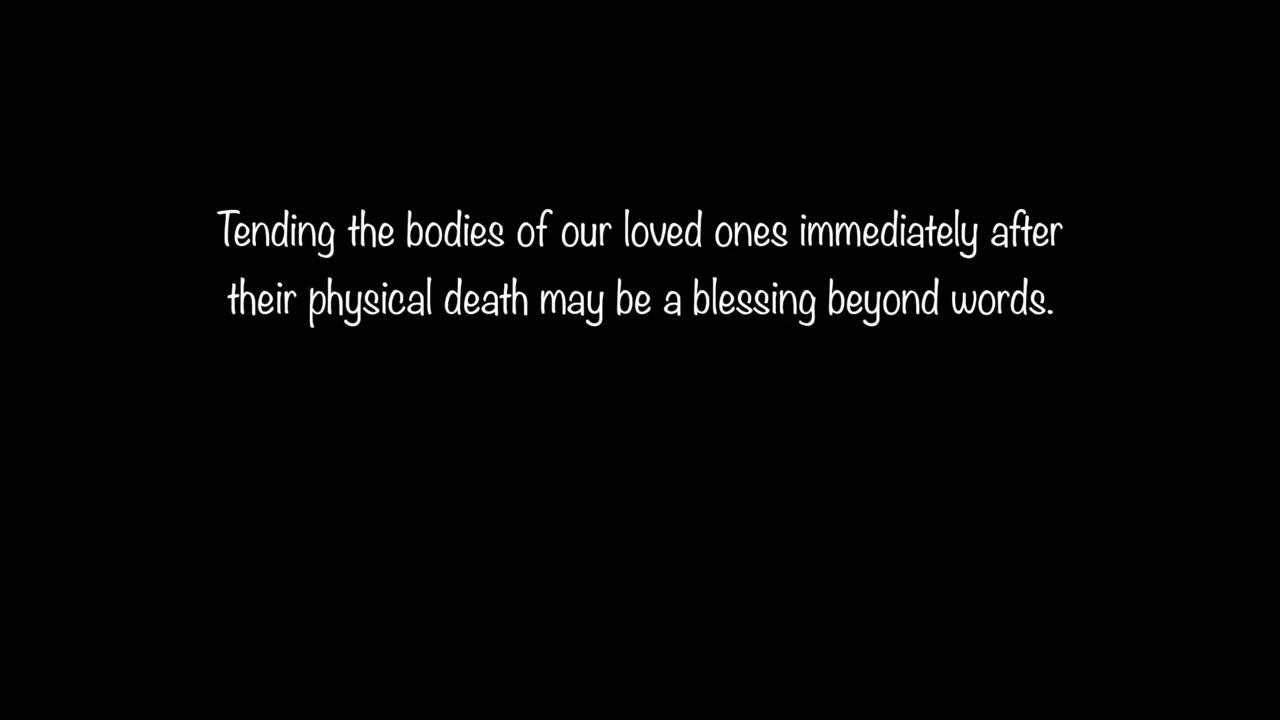 Tending the bodies of our loved ones immediately after
their physical death may be a blessing beyond words.